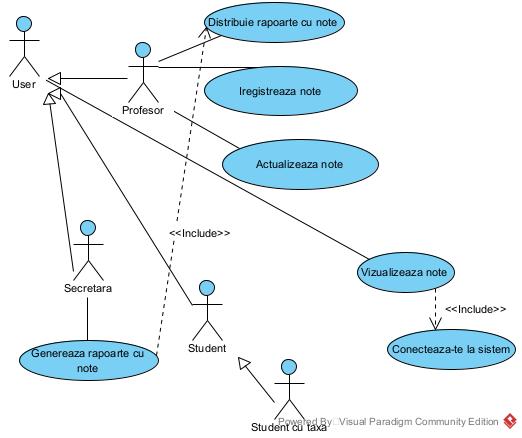 Distribuie rapoarte cu note
User
Iregistreaza note
Profesor
Actualizeaza note
<<Include>>
Vizualizeaza note
Secretara
<<Include>>
Student
Genereaza rapoarte cu
note
Conecteaza-te la sistem
Student cu taxa
Powered By Visual Paradigm Community Edition